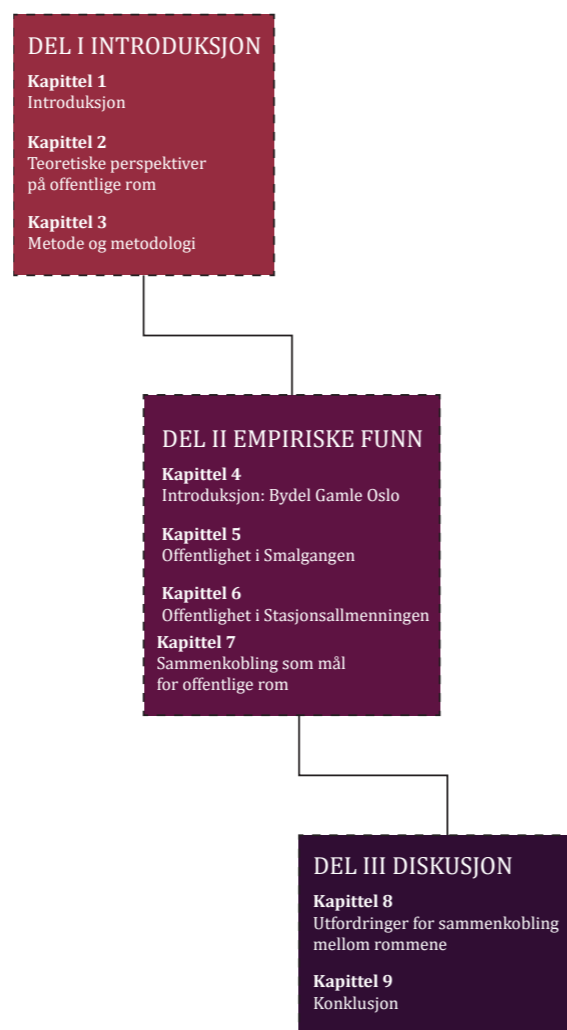 DEL I INTRODUKSJON
Kapittel 1
Introduksjon
Kapittel 2
Teoretiske perspektiver
på offentlige rom
Kapittel 3
Metode og metodologi
DEL II EMPIRISKE FUNN
Kapittel 4
Introduksjon: Bydel Gamle Oslo
Kapittel 5
Offentlighet i Smalgangen
Kapittel 6
Offentlighet i Stasjonsallmenningen
Kapittel 7
Sammenkobling som mål
for offentlige rom
DEL III DISKUSJON
Kapittel 8
Utfordringer for sammenkobling
mellom rommene
Kapittel 9
Konklusjon